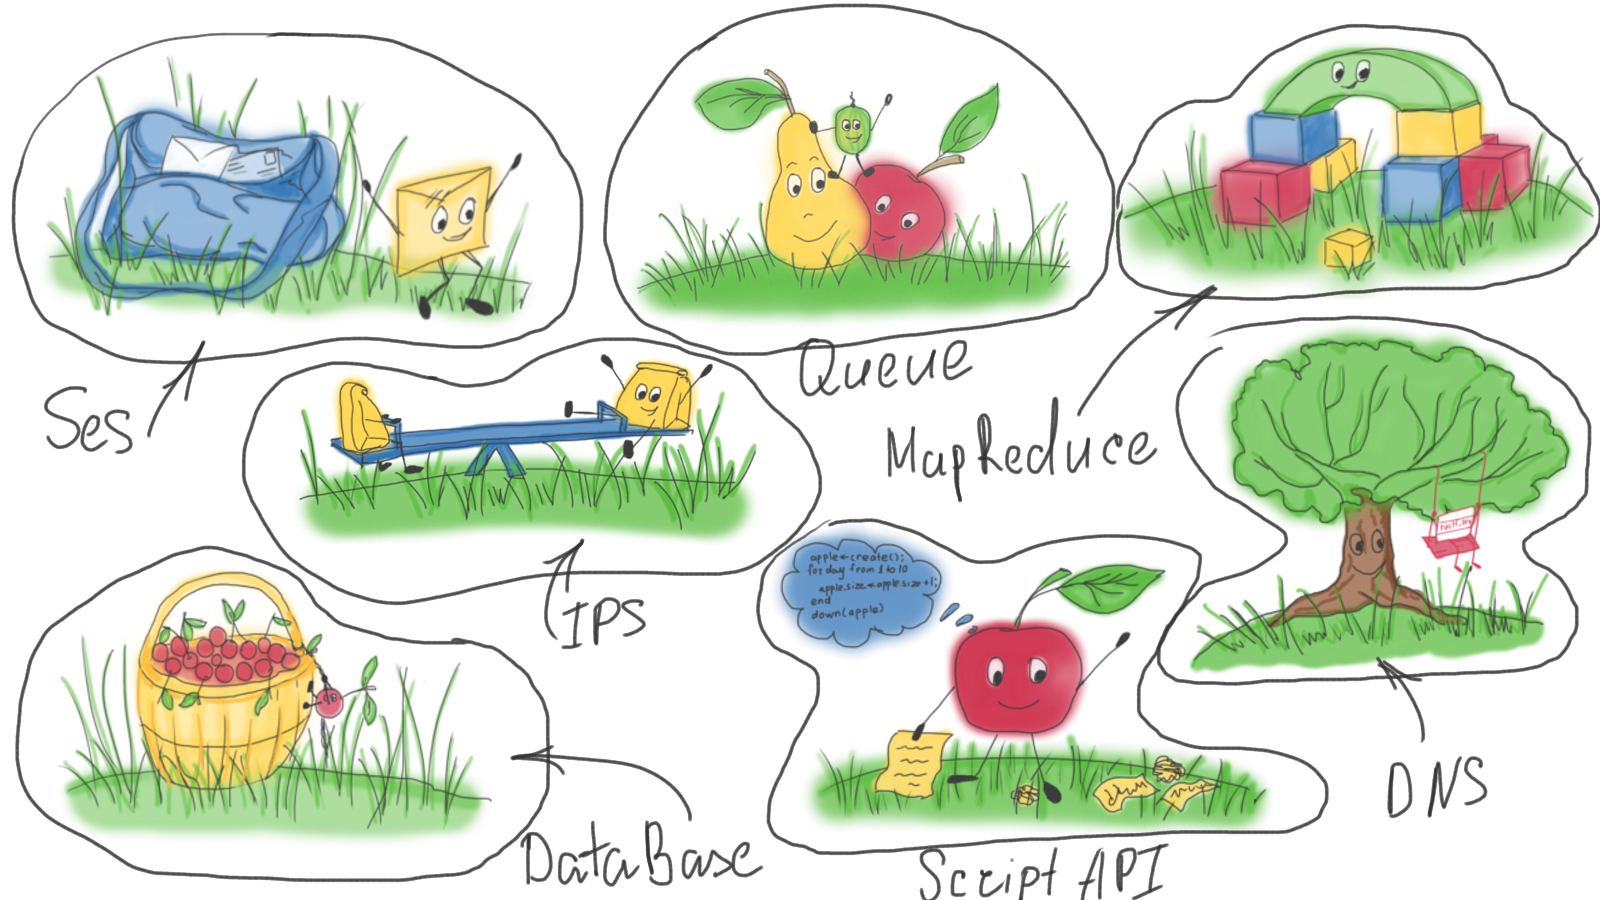 Ses
Queue
MapReduce
IPS
apple←create();
for day from 1 to 10
apple.size←apple.size+1;
end
down(apple)
DNS
DataBase
Script API